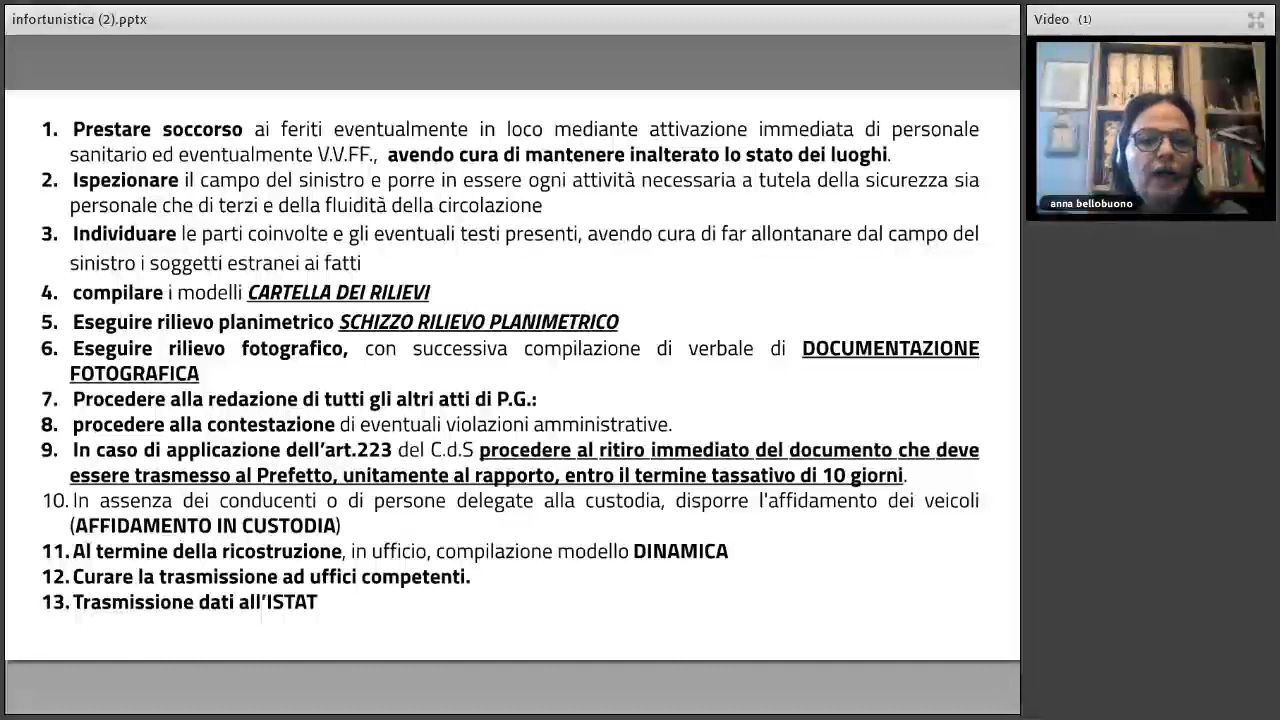 infortunistica (2).pptx
Video (1)
1. Prestare soccorso ai feriti eventualmente in loco mediante attivazione immediata di personale
sanitario ed eventualmente V.V.FF., avendo cura di mantenere inalterato lo stato dei luoghi.
2. Ispezionare il campo del sinistro e porre in essere ogni attività necessaria a tutela della sicurezza sia
personale che di terzi e della fluidità della circolazione
3. Individuare le parti coinvolte e gli eventuali testi presenti, avendo cura di far allontanare dal campo del
sinistro i soggetti estranei ai fatti
4. compilare i modelli CARTELLA DEI RILIEVI
5. Eseguire rilievo planimetrico SCHIZZO RILIEVO PLANIMETRICO
6. Eseguire rilievo fotografico, con successiva compilazione di verbale di DOCUMENTAZIONE
FOTOGRAFICA
7. Procedere alla redazione di tutti gli altri atti di P.G.:
8. procedere alla contestazione di eventuali violazioni amministrative.
9. In caso di applicazione dell'art.223 del C.d.S procedere al ritiro immediato del documento che deve
essere trasmesso al Prefetto, unitamente al rapporto, entro il termine tassativo di 10 giorni.
10. In assenza dei conducenti o di persone delegate alla custodia, disporre l'affidamento dei veicoli
(AFFIDAMENTO IN CUSTODIA)
11. Al termine della ricostruzione, in ufficio, compilazione modello DINAMICA
12. Curare la trasmissione ad uffici competenti.
13. Trasmissione dati all'ISTAT
anna bellobuono